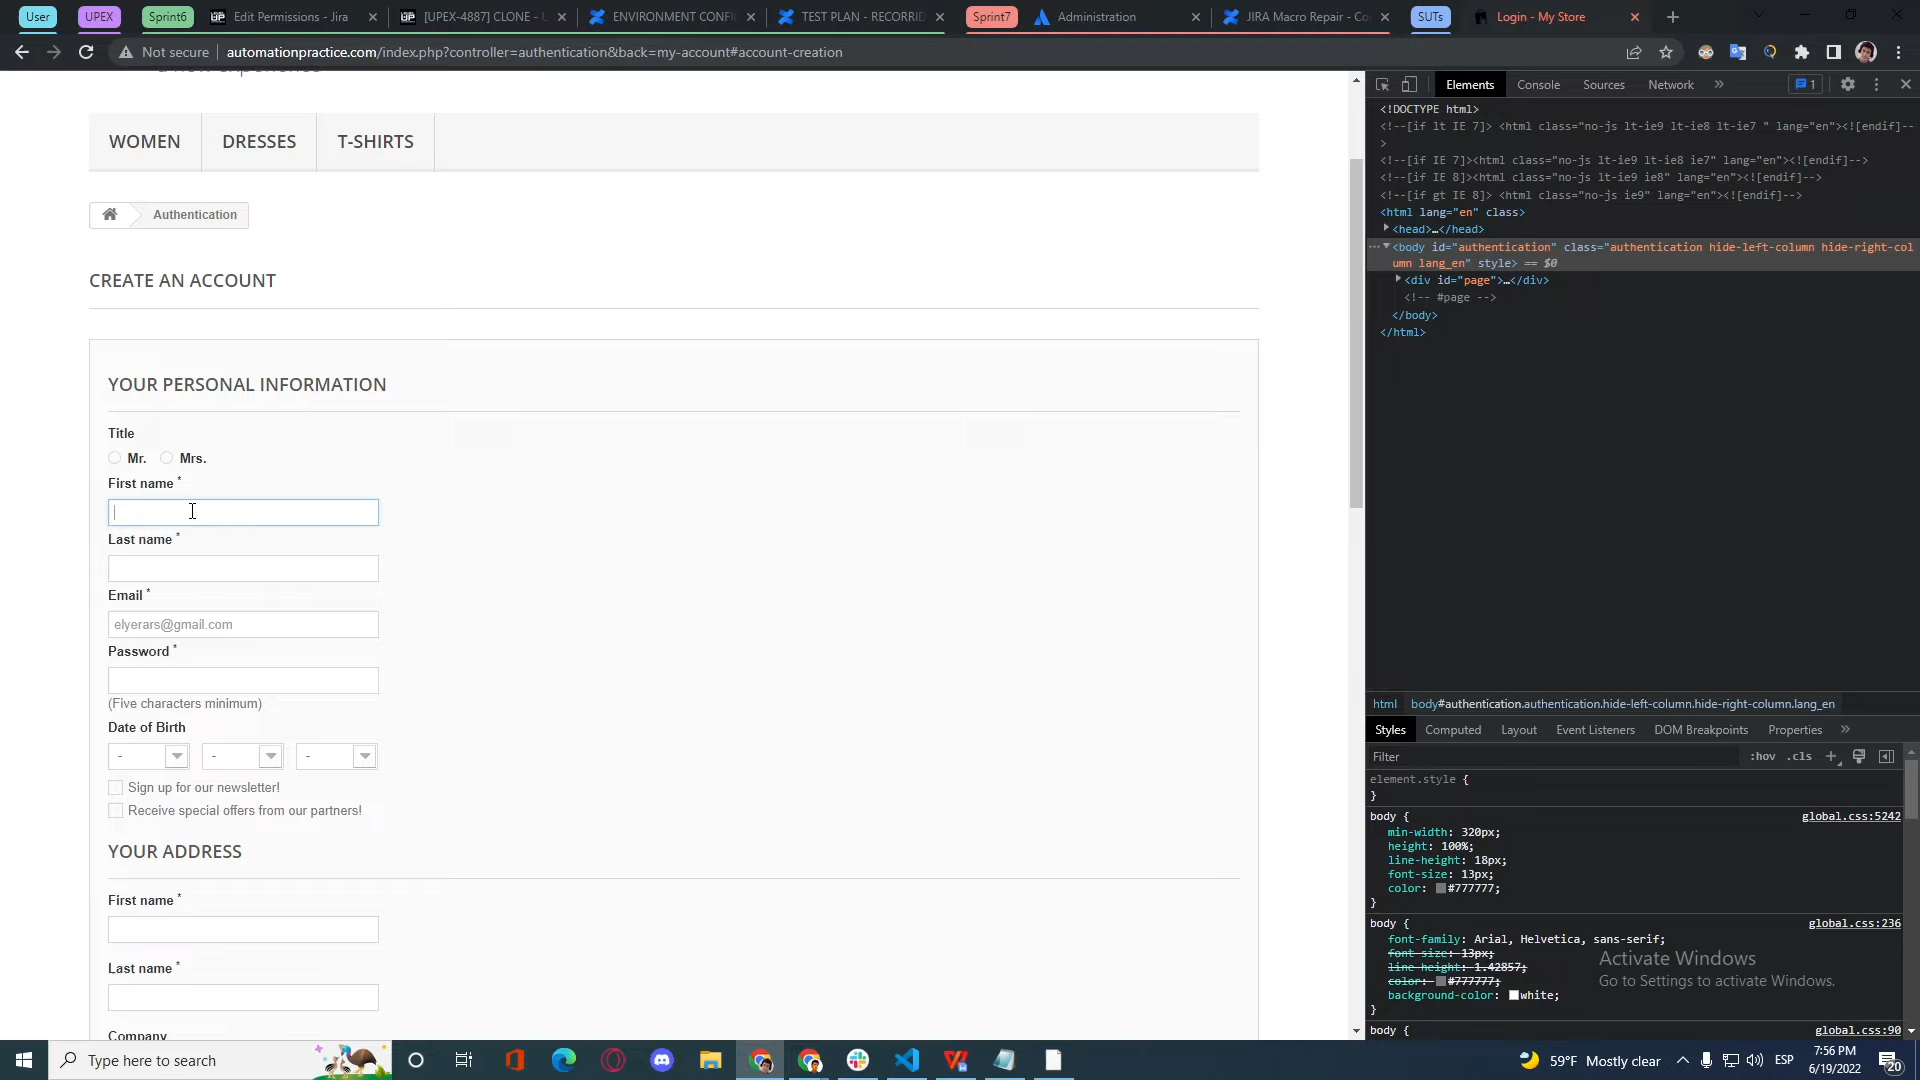 User UPEX Sprint6 Edit Permissions - Jira [UPEX-4887] CLONE - U ENVIRONMENT CONFI TEST PLAN - RECORRID Sprint7 Administration JIRA Macro Repair - Co SUTs Login - My Store
Not secure automationpractice.com/index.php?controller=authentication&back=my-account#account-creation
WOMEN DRESSES T-SHIRTS
Authentication
CREATE AN ACCOUNT
YOUR PERSONAL INFORMATION
Title
Mr. Mrs.
First name *
Last name *
Email *
elyerars@gmail.com
Password *
(Five characters minimum)
Date of Birth
- - -
Sign up for our newsletter!
Receive special offers from our partners!
YOUR ADDRESS
First name *
Last name *
Company
Elements Console Sources Network » 1
<!DOCTYPE html>
<!--[if lt IE 7]> <html class="no-js lt-ie9 lt-ie8 lt-ie7 " lang="en"><![endif]--
>
<!--[if IE 7]><html class="no-js lt-ie9 lt-ie8 ie7" lang="en"><![endif]-->
<!--[if IE 8]><html class="no-js lt-ie9 ie8" lang="en"><![endif]-->
<!--[if gt IE 8]> <html class="no-js ie9" lang="en"><![endif]-->
<html lang="en" class>
<head>…</head>
<body id="authentication" class="authentication hide-left-column hide-right-col
umn lang_en" style> == $0
<div id="page">…</div>
<!-- #page -->
</body>
</html>
html body#authentication.authentication.hide-left-column.hide-right-column.lang_en
Styles Computed Layout Event Listeners DOM Breakpoints Properties »
Filter :hov .cls +
element.style {
}
body { global.css:5242
min-width: 320px;
height: 100%;
line-height: 18px;
font-size: 13px;
color: #777777;
}
body { global.css:236
font-family: Arial, Helvetica, sans-serif;
font-size: 13px;
line-height: 1.42857;
color: #777777;
background-color: white;
}
body { global.css:90
Activate Windows
Go to Settings to activate Windows.
Type here to search 59°F Mostly clear ESP 7:56 PM
6/19/2022 20